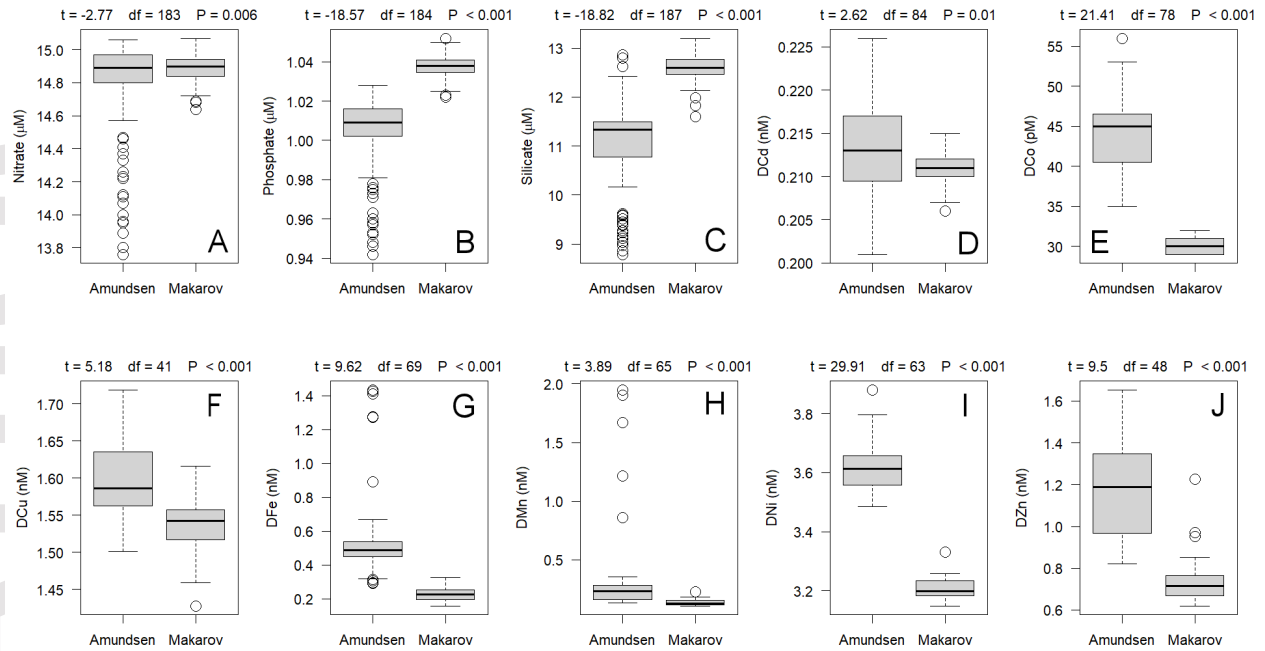 t = -2.77 df = 183 P = 0.006
Nitrate (µM)
15.0
14.8
14.6
14.4
14.2
14.0
13.8
A
Amundsen Makarov
t = -18.57 df = 184 P < 0.001
Phosphate (µM)
1.04
1.02
1.00
0.98
0.96
0.94
B
Amundsen Makarov
t = -18.82 df = 187 P < 0.001
Silicate (µM)
13
12
11
10
9
C
Amundsen Makarov
t = 2.62 df = 84 P = 0.01
DCd (nM)
0.225
0.220
0.215
0.210
0.205
0.200
D
Amundsen Makarov
t = 21.41 df = 78 P < 0.001
DCo (pM)
55
50
45
40
35
30
E
Amundsen Makarov
t = 5.18 df = 41 P < 0.001
DCu (nM)
1.70
1.65
1.60
1.55
1.50
1.45
F
Amundsen Makarov
t = 9.62 df = 69 P < 0.001
DFe (nM)
1.4
1.2
1.0
0.8
0.6
0.4
0.2
G
Amundsen Makarov
t = 3.89 df = 65 P < 0.001
DMn (nM)
2.0
1.5
1.0
0.5
H
Amundsen Makarov
t = 29.91 df = 63 P < 0.001
DNi (nM)
3.8
3.6
3.4
3.2
I
Amundsen Makarov
t = 9.5 df = 48 P < 0.001
DZn (nM)
1.6
1.4
1.2
1.0
0.8
0.6
J
Amundsen Makarov